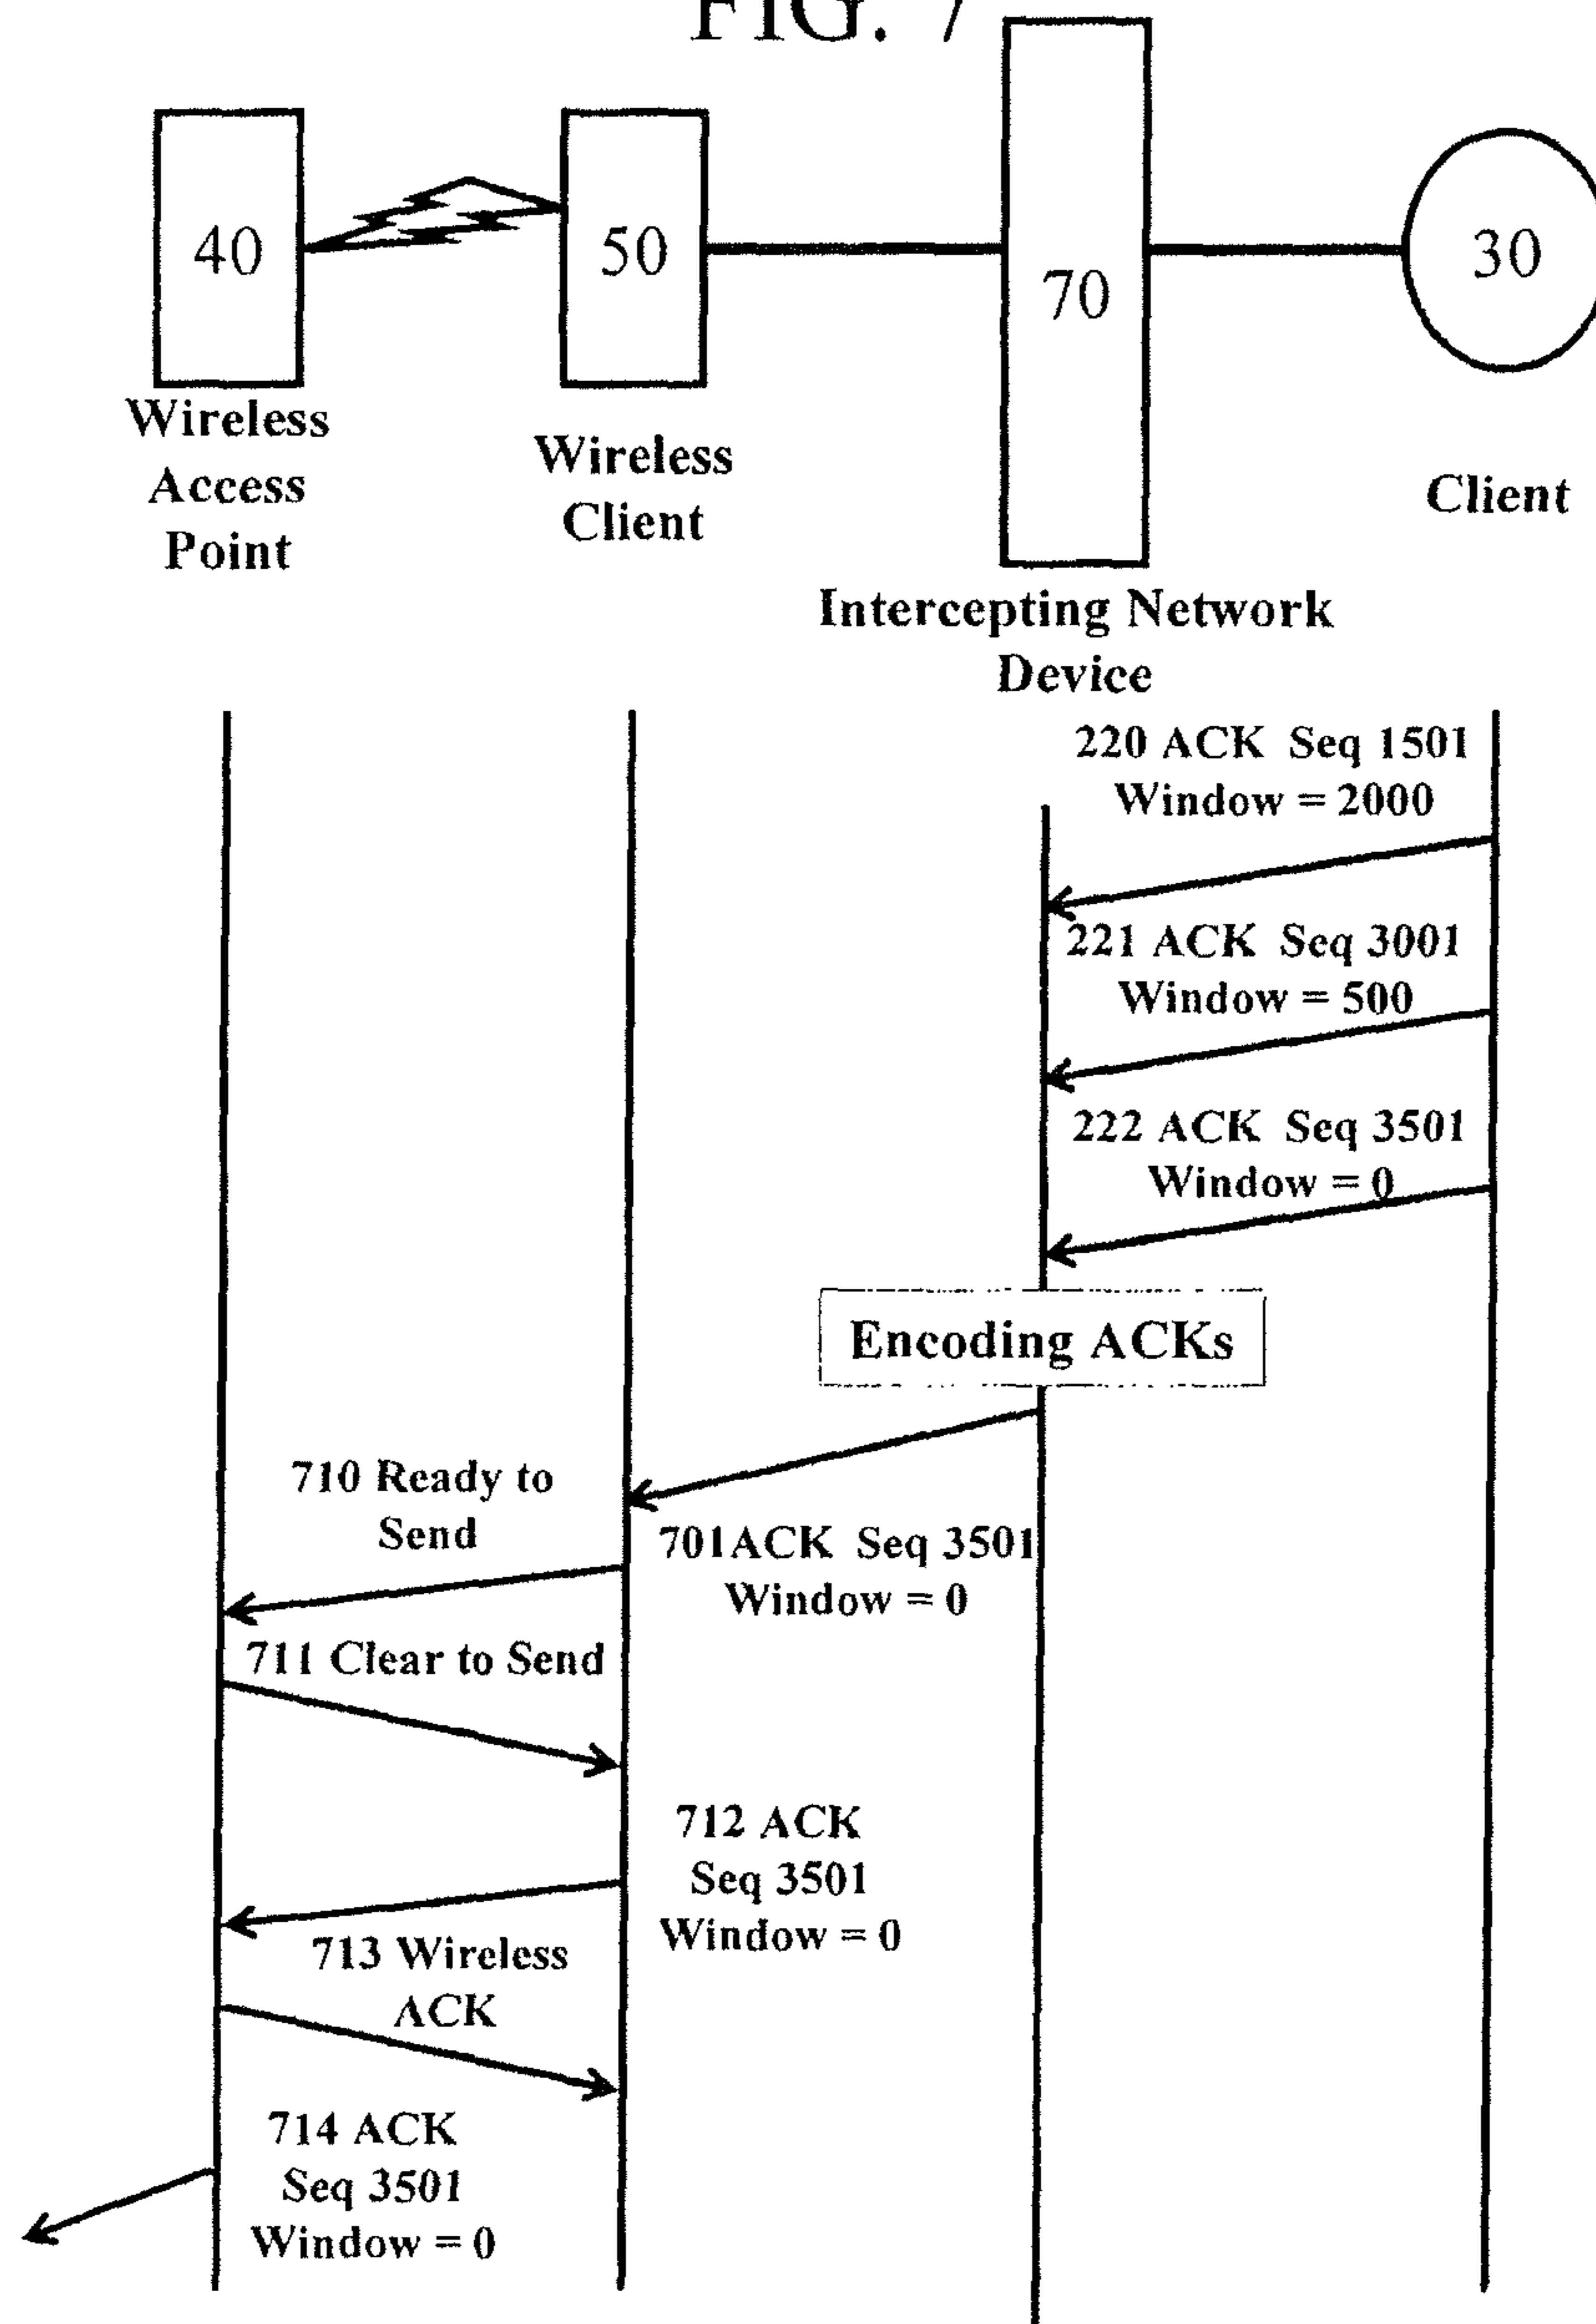 FIG. 7
40
50
70
30
Wireless
Access
Point
Wireless
Client
Intercepting Network
Device
Client
220 ACK Seq 1501
Window = 2000
221 ACK Seq 3001
Window = 500
222 ACK Seq 3501
Window = 0
Encoding ACKs
710 Ready to
Send
701ACK Seq 3501
Window = 0
711 Clear to Send
712 ACK
Seq 3501
Window = 0
713 Wireless
ACK
714 ACK
Seq 3501
Window = 0